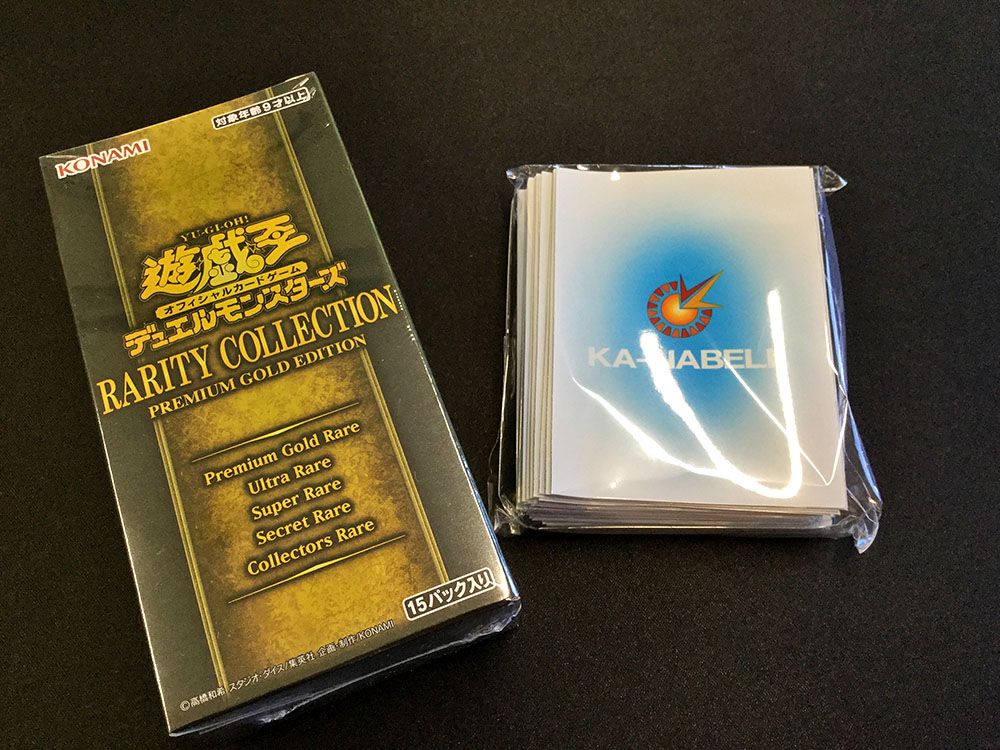 対象年齢9才以上
KONAMI
YU-GI-OH!
遊戯王
オフィシャルカードゲーム
デュエルモンスターズ
RARITY COLLECTION
PREMIUM GOLD EDITION
Premium Gold Rare
Ultra Rare
Super Rare
Secret Rare
Collectors Rare
15パック入り
©高橋和希 スタジオ・ダイス/集英社 企画・制作/KONAMI
KA-NABELL